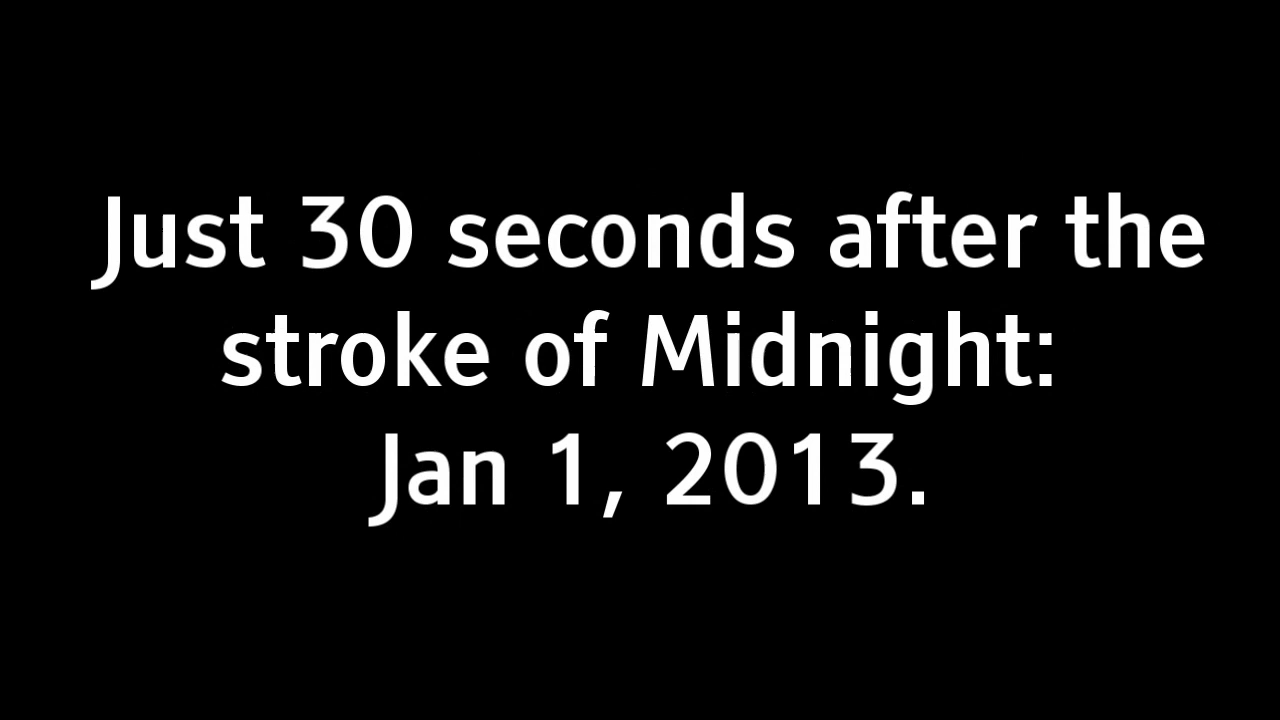 Just 30 seconds after the
stroke of Midnight:
Jan 1, 2013.